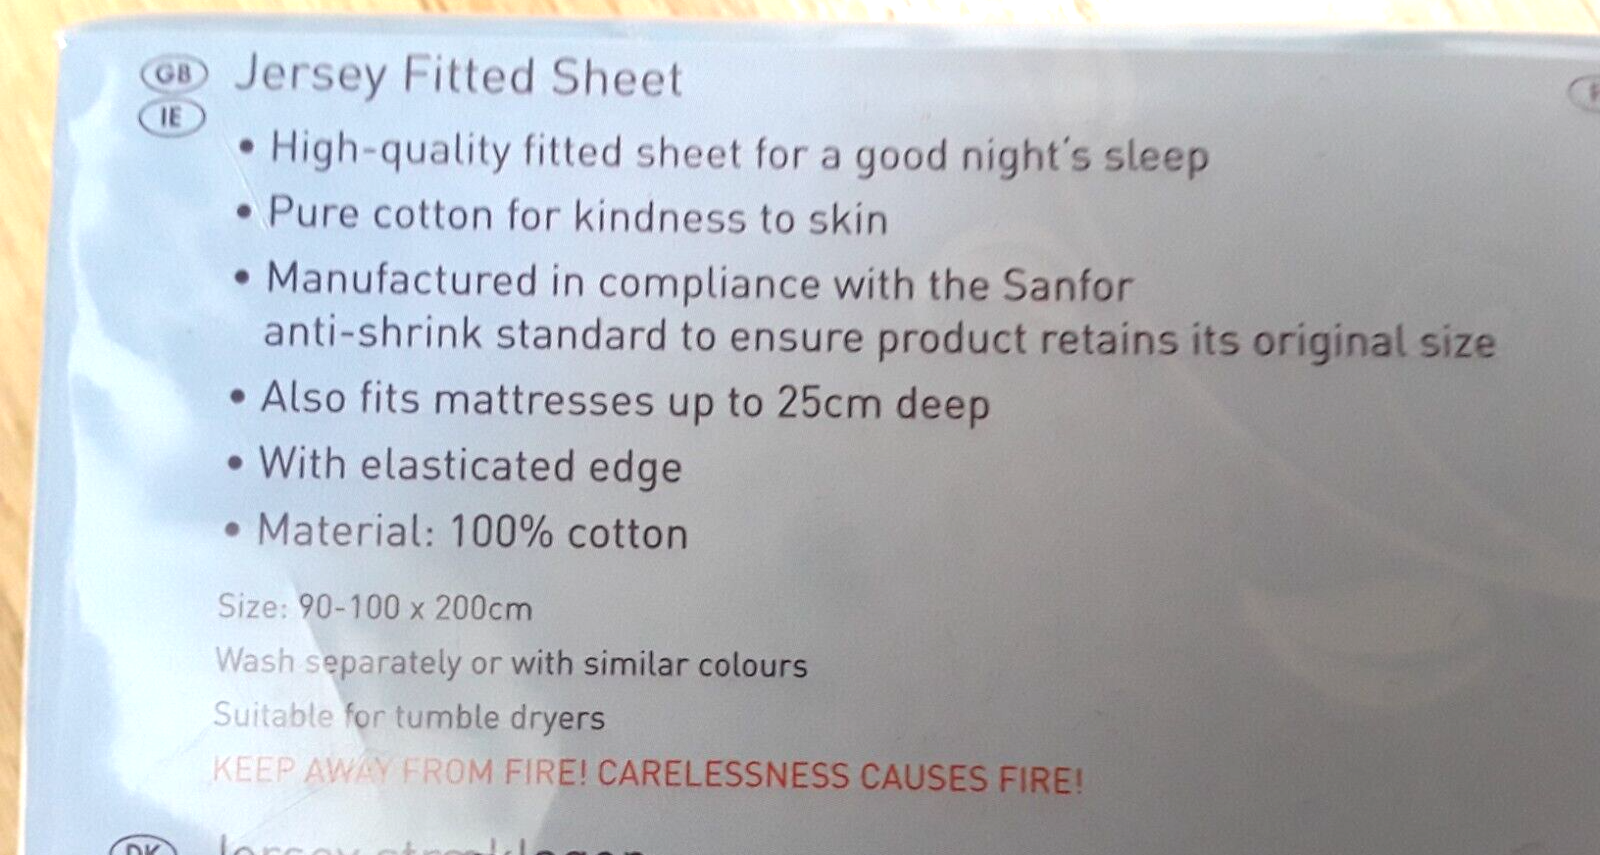 GB Jersey Fitted Sheet
IE
• High-quality fitted sheet for a good night's sleep
• Pure cotton for kindness to skin
• Manufactured in compliance with the Sanfor
anti-shrink standard to ensure product retains its original size
• Also fits mattresses up to 25cm deep
• With elasticated edge
• Material: 100% cotton
Size: 90-100 x 200cm
Wash separately or with similar colours
Suitable for tumble dryers
KEEP AWAY FROM FIRE! CARELESSNESS CAUSES FIRE!
DK Jersey